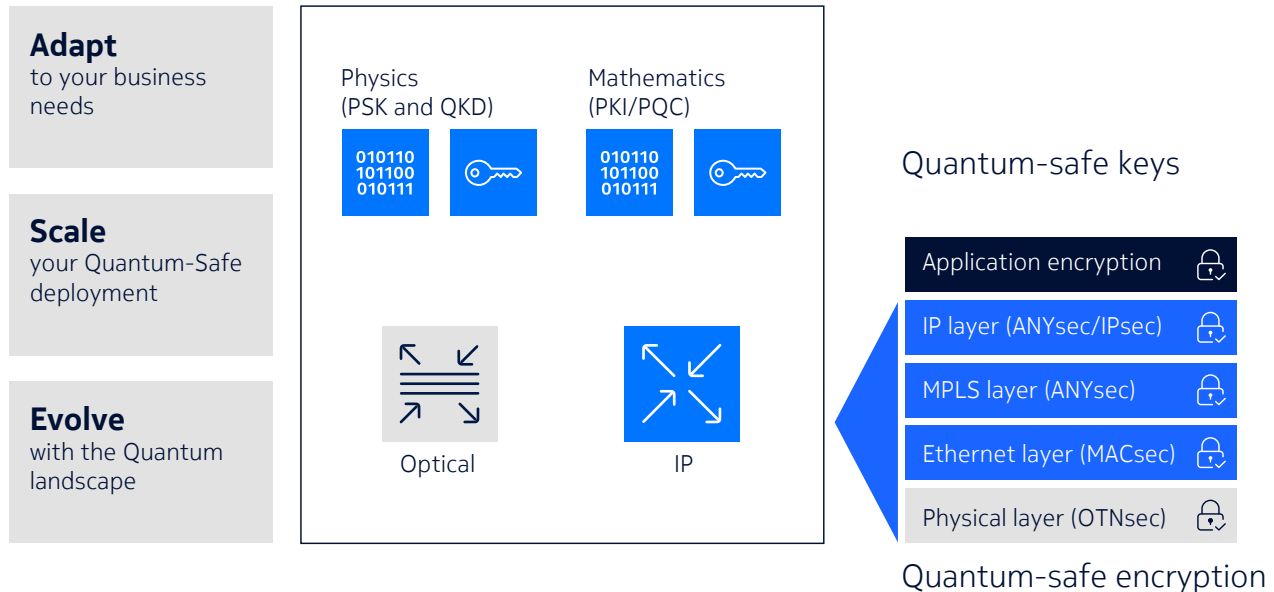 Adapt
to your business
needs
Scale
your Quantum-Safe
deployment
Evolve
with the Quantum
landscape
Physics
(PSK and QKD)
010110
101100
010111
Mathematics
(PKI/PQC)
010110
101100
010111
Optical
IP
Quantum-safe keys
Application encryption
IP layer (ANYsec/IPsec)
MPLS layer (ANYsec)
Ethernet layer (MACsec)
Physical layer (OTNsec)
Quantum-safe encryption